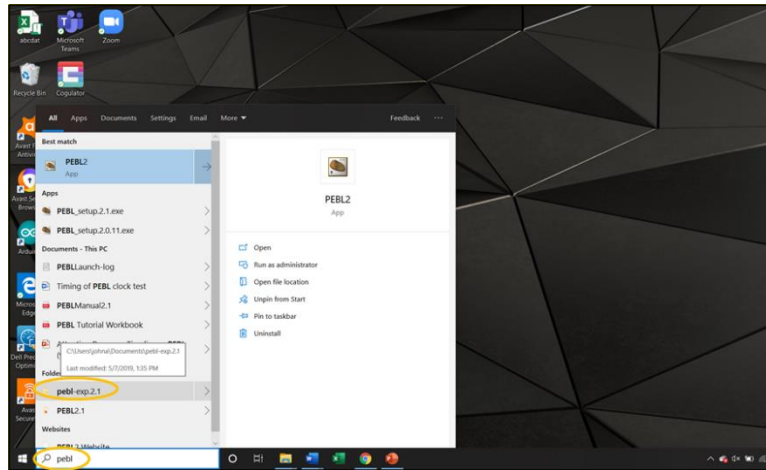 abcdat
Microsoft Teams
Zoom
Recycle Bin
Cogulator
All Apps Documents Settings Email More Feedback ...
Best match
PEBL2
App
PEBL2
App
Apps
PEBL_setup.2.1.exe
PEBL_setup.2.0.11.exe
Documents - This PC
PEBLLaunch-log
Timing of PEBL clock test
PEBLManual2.1
PEBL Tutorial Workbook
C:\Users\johna\Documents\pebl-exp.2.1
Last modified: 5/7/2019, 1:35 PM
pebl-exp.2.1
PEBL2.1
Websites
PEBL2 Website
Open
Run as administrator
Open file location
Unpin from Start
Pin to taskbar
Uninstall
pebl